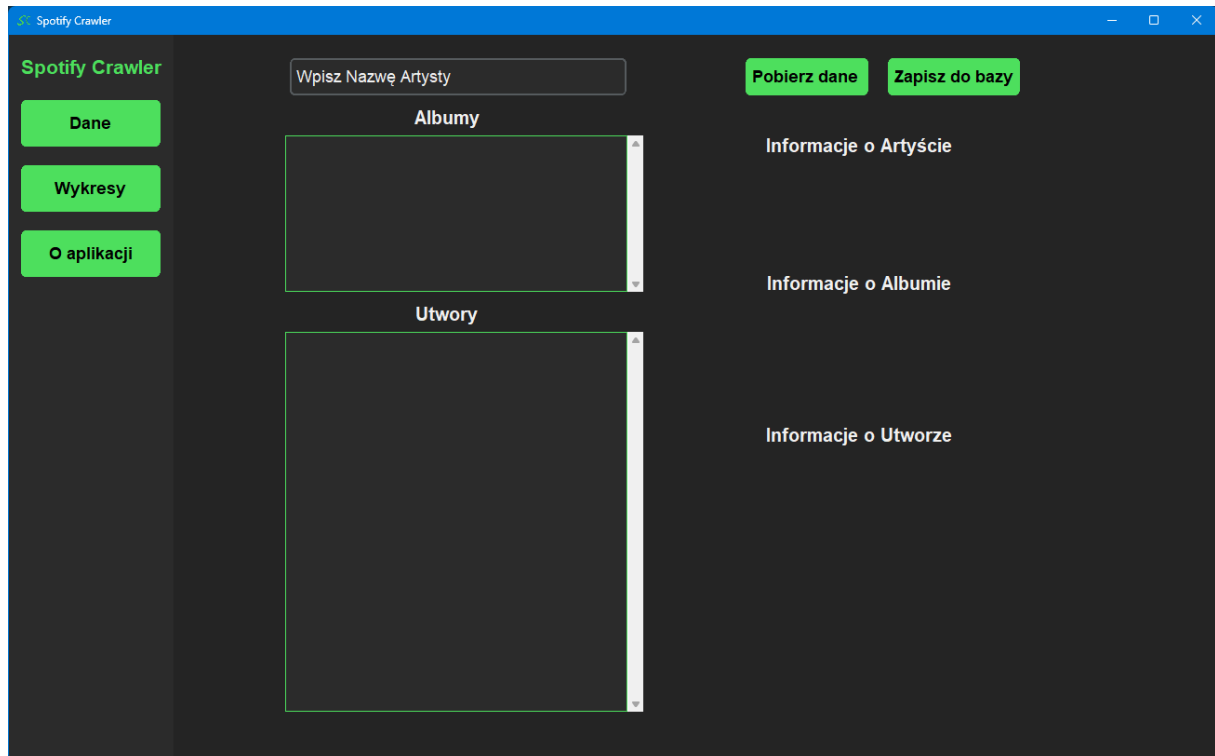 Spotify Crawler
Spotify Crawler
Dane
Wykresy
O aplikacji
Wpisz Nazwę Artysty
Pobierz dane
Zapisz do bazy
Albumy
Informacje o Artyście
Informacje o Albumie
Utwory
Informacje o Utworze